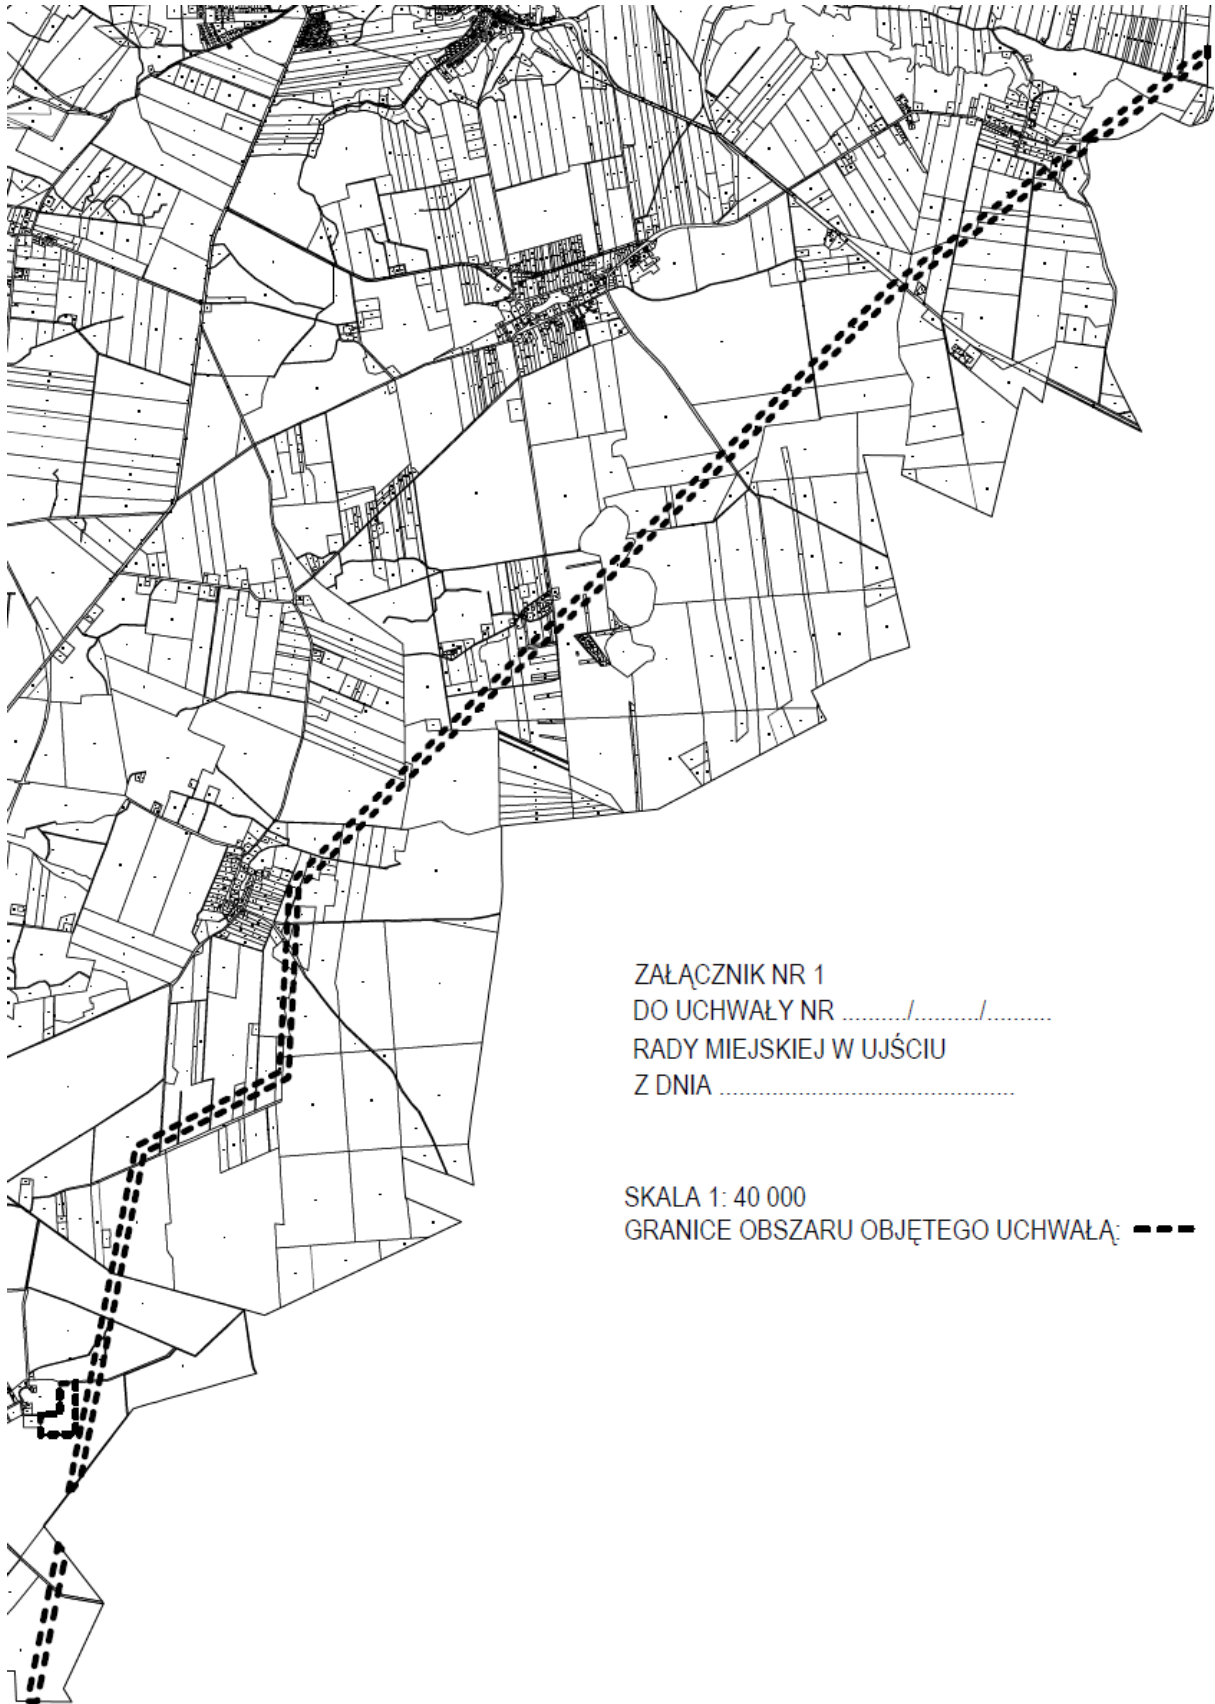 ZAŁĄCZNIK NR 1
DO UCHWAŁY NR ........../........../..........
RADY MIEJSKIEJ W UJŚCIU
Z DNIA .............................................
SKALA 1: 40 000
GRANICE OBSZARU OBJĘTEGO UCHWAŁĄ: